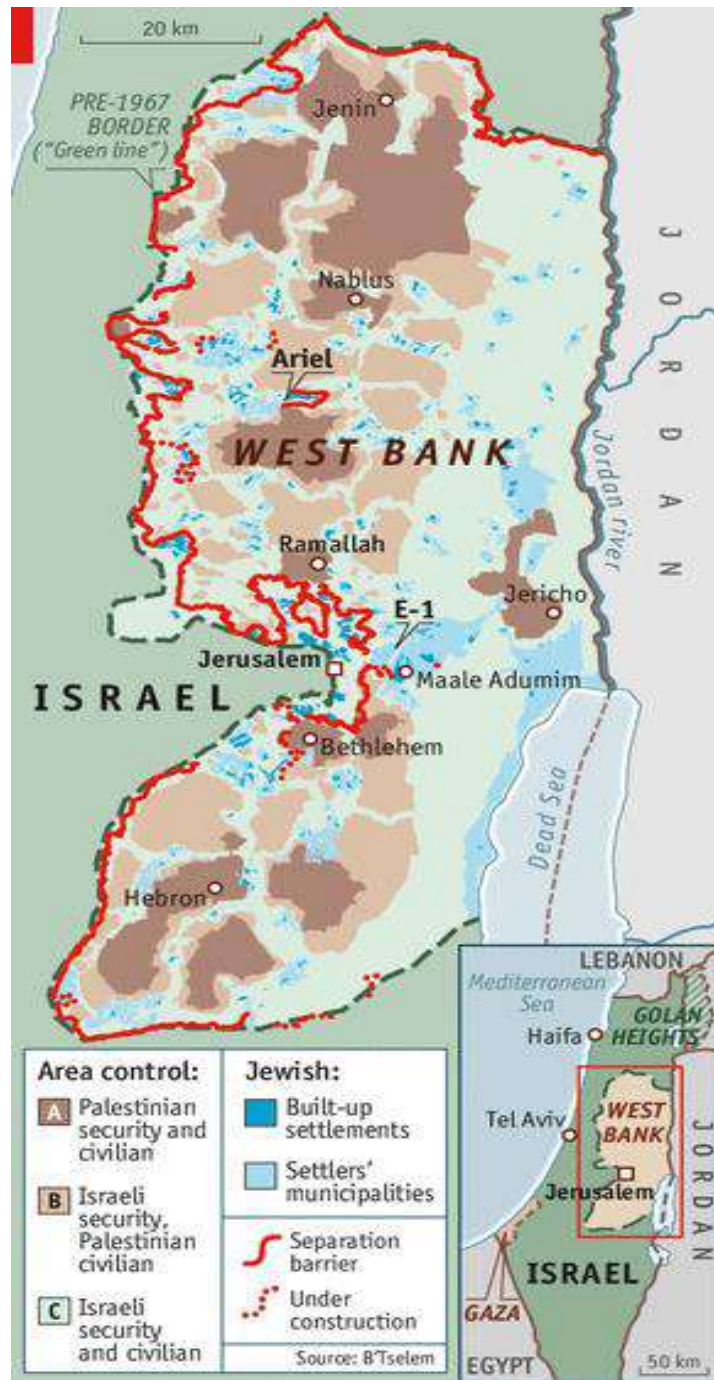 20 km
PRE-1967
BORDER
("Green line")
Jenin
Nablus
Ariel
WEST BANK
JORDAN
Jordan river
Ramallah
Jericho
E-1
Jerusalem
Maale Adumim
ISRAEL
Bethlehem
Dead Sea
Hebron
Area control:
A Palestinian
security and
civilian
B Israeli
security,
Palestinian
civilian
C Israeli
security
and civilian
Jewish:
Built-up
settlements
Settlers'
municipalities
Separation
barrier
Under
construction
Source: B'Tselem
LEBANON
Mediterranean
Sea
GOLAN
HEIGHTS
Haifa
Tel Aviv
WEST
BANK
JORDAN
Jerusalem
ISRAEL
GAZA
EGYPT
50 km